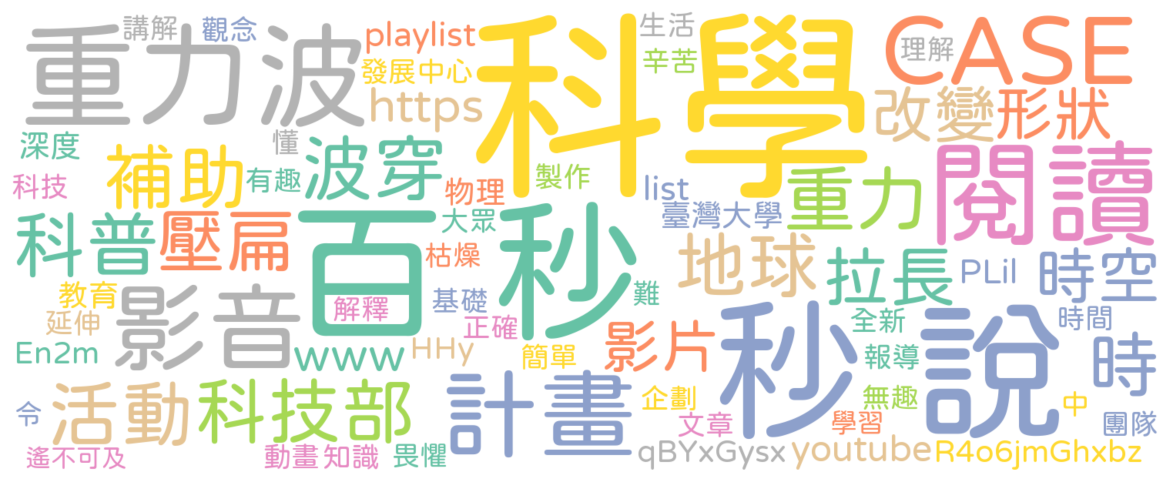 重力波
講解
觀念
playlist
科學
生活
CASE
理解
發展中心
辛苦
https
改變
形狀
深度
懂
波穿
製作
補助
有趣
list
閱讀
科技
物理
重力
臺灣大學
科普
壓扁
百秒
大眾
枯燥
地球
拉長
PLil
時空
教育
影音
解釋
基礎
難
延伸
正確
影片
秒說
全新
時間
En2m
www
HHy
簡單
報導
時
活動
科技部
計畫
企劃
無趣
中
令
文章
學習
團隊
遙不可及
動畫
知識
畏懼
qBYxGysx
youtube
R4o6jmGhxbz